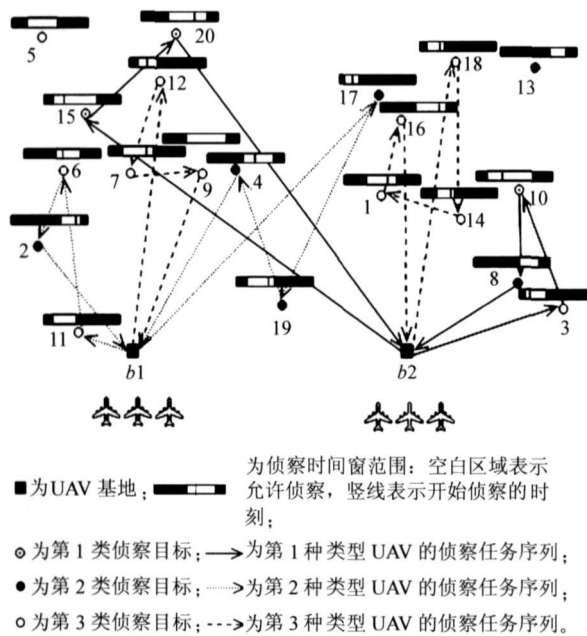 20
5
12
18
13
17
15
16
6
7
9
4
1
14
10
2
8
19
11
3
b1
b2
为侦察时间窗范围：空白区域表示
■为UAV 基地；
允许侦察，竖线表示开始侦察的时
刻；
⊙为第 1 类侦察目标；→为第 1 种类型 UAV 的侦察任务序列；
●为第 2 类侦察目标；为第 2 种类型 UAV 的侦察任务序列；
○为第 3 类侦察目标；为第 3 种类型 UAV 的侦察任务序列。